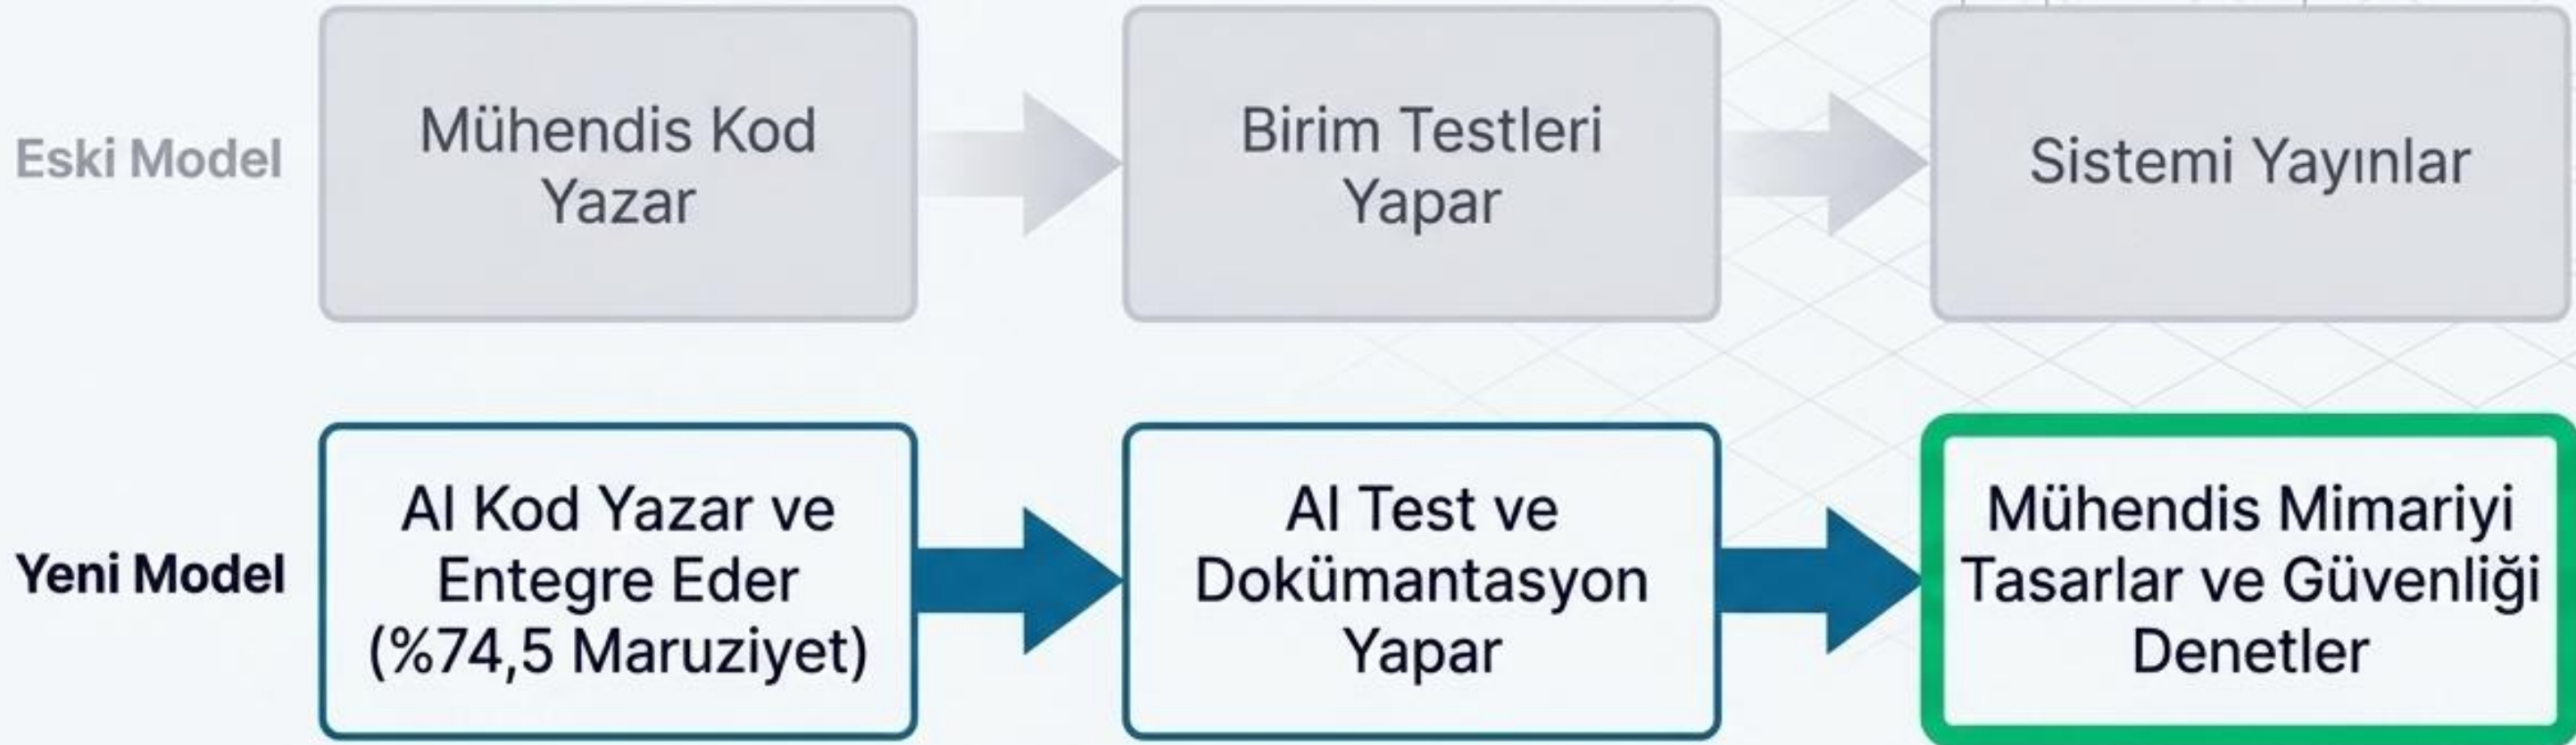 Eski Model
Mühendis Kod
Yazar
Birim Testleri
Yapar
Sistemi Yayınlar
Yeni Model
AI Kod Yazar ve
Entegre Eder
(%74,5 Maruziyet)
AI Test ve
Dokümantasyon
Yapar
Mühendis Mimariyi
Tasarlar ve Güvenliği
Denetler